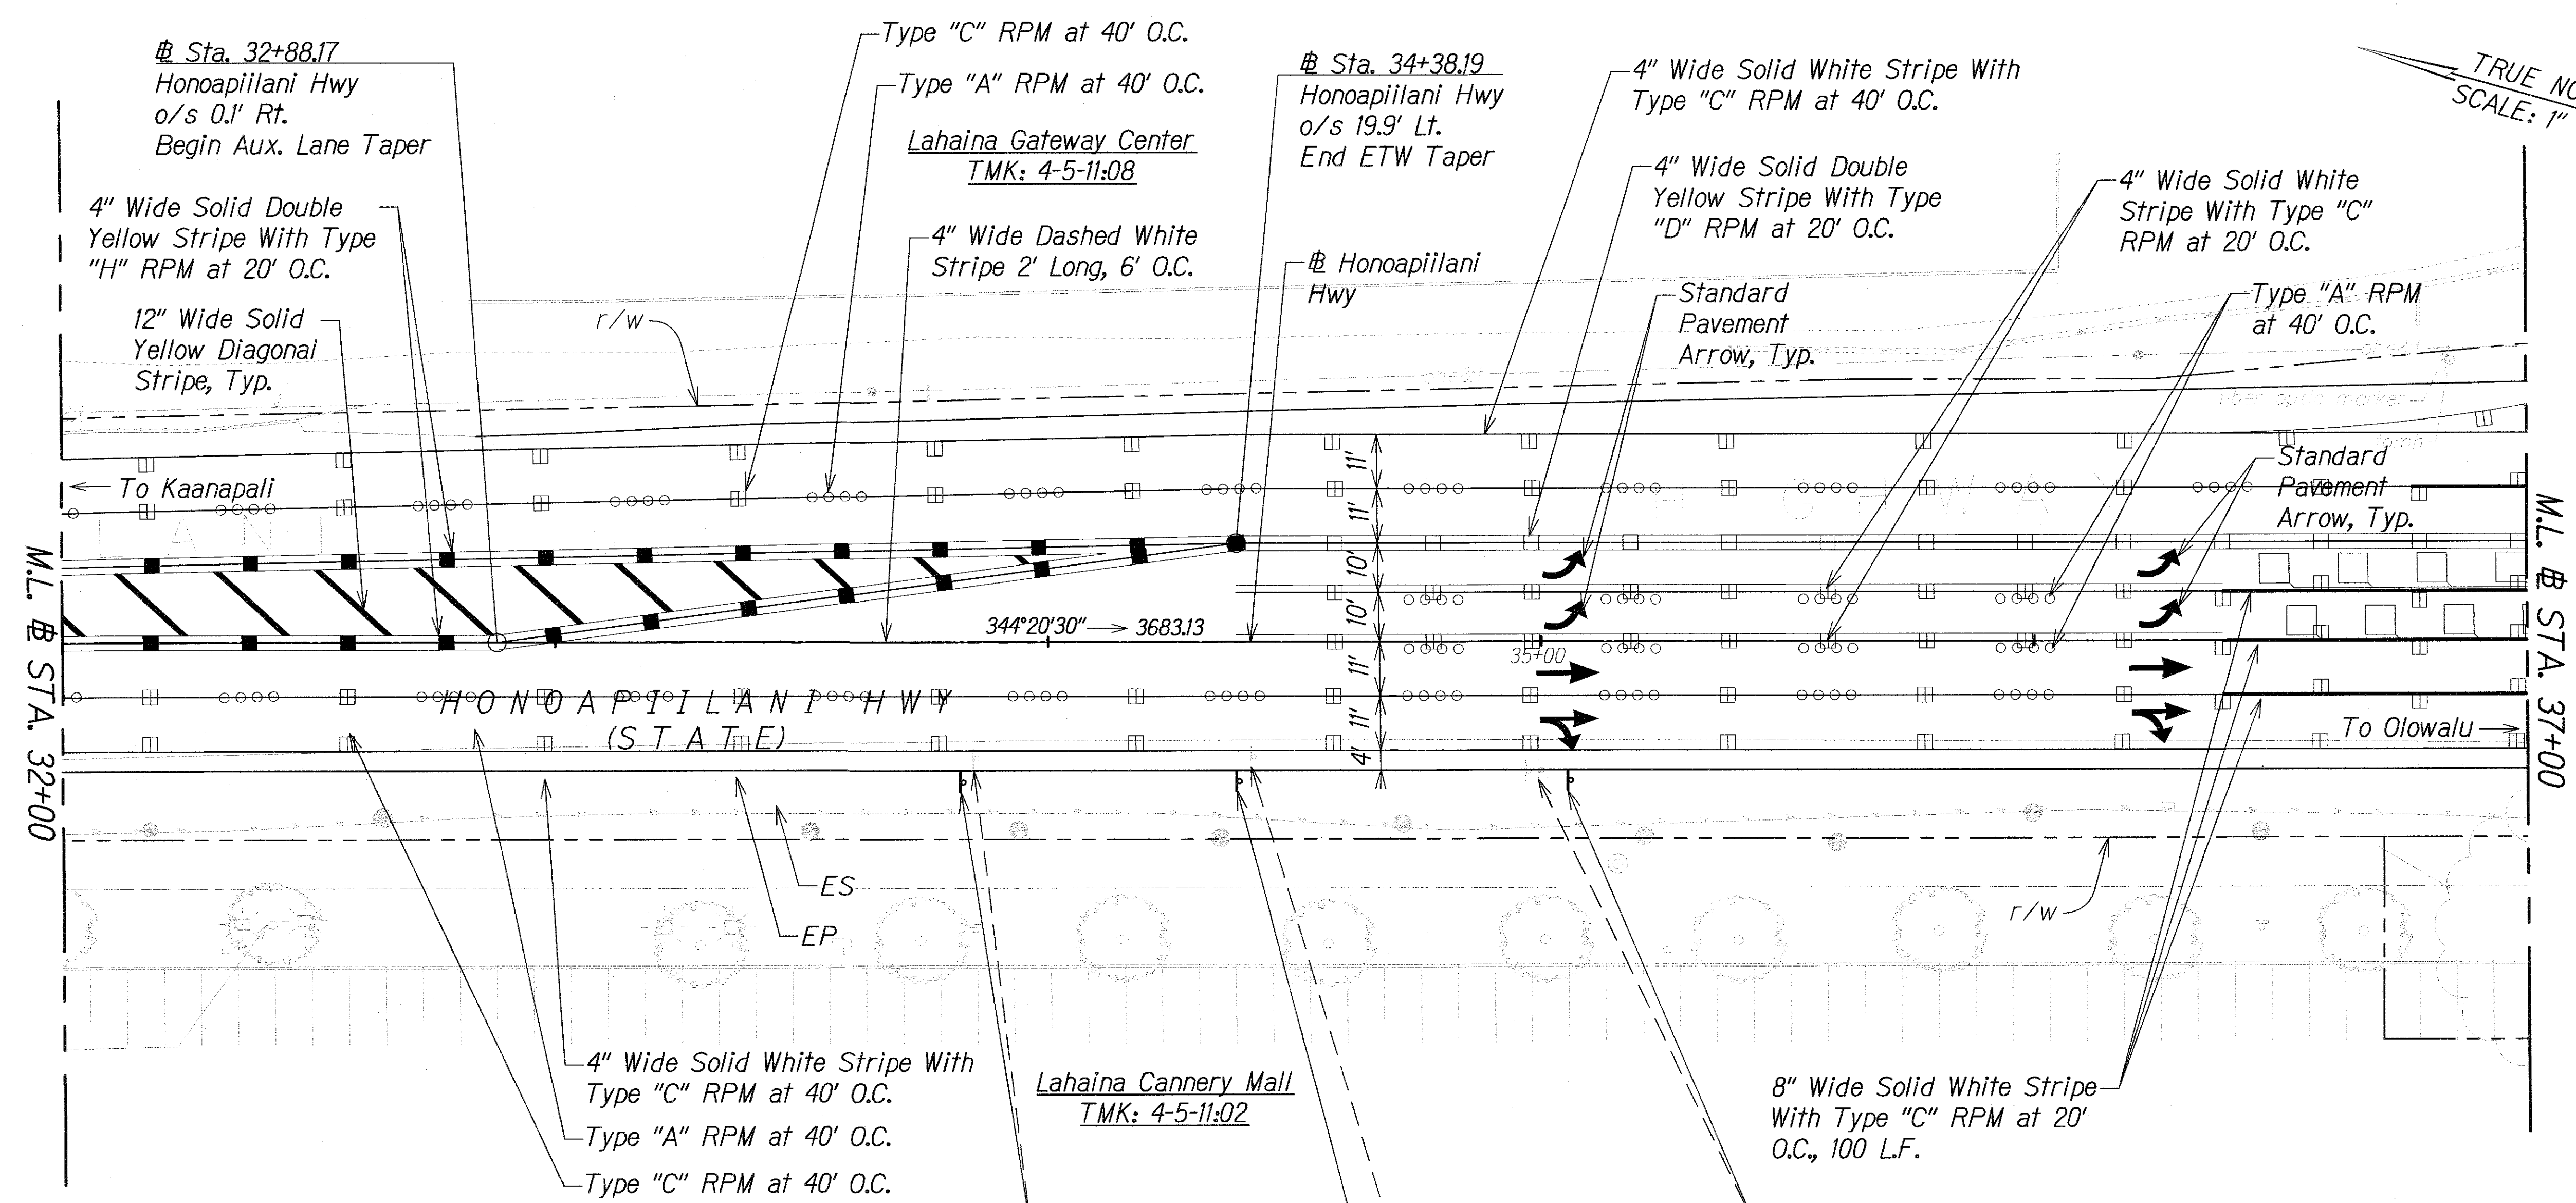 ℔ Sta. 32+88.17
Honoapiilani Hwy
o/s 0.1' Rt.
Begin Aux. Lane Taper
4" Wide Solid Double
Yellow Stripe With Type
"H" RPM at 20' O.C.
12" Wide Solid
Yellow Diagonal
Stripe, Typ.
Type "C" RPM at 40' O.C.
Type "A" RPM at 40' O.C.
Lahaina Gateway Center
TMK: 4-5-11:08
4" Wide Dashed White
Stripe 2' Long, 6' O.C.
r/w
℔ Sta. 34+38.19
Honoapiilani Hwy
o/s 19.9' Lt.
End ETW Taper
℔ Honoapiilani
Hwy
4" Wide Solid White Stripe With
Type "C" RPM at 40' O.C.
4" Wide Solid Double
Yellow Stripe With Type
"D" RPM at 20' O.C.
Standard
Pavement
Arrow, Typ.
4" Wide Solid White
Stripe With Type "C"
RPM at 20' O.C.
Type "A" RPM
at 40' O.C.
TRUE
SCALE: 1"
fiber optic marker
Standard
Pavement
Arrow, Typ.
To Kaanapali
LANI
GHWAY
11'
11'
10'
10'
11'
11'
4'
344°20'30" 3683.13
35+00
HONOAPIILANI HWY
(STATE)
To Olowalu
M.L. ℔ STA. 32+00
M.L. ℔ STA. 37+00
ES
EP
r/w
4" Wide Solid White Stripe With
Type "C" RPM at 40' O.C.
Type "A" RPM at 40' O.C.
Type "C" RPM at 40' O.C.
Lahaina Cannery Mall
TMK: 4-5-11:02
8" Wide Solid White Stripe
With Type "C" RPM at 20'
O.C., 100 L.F.